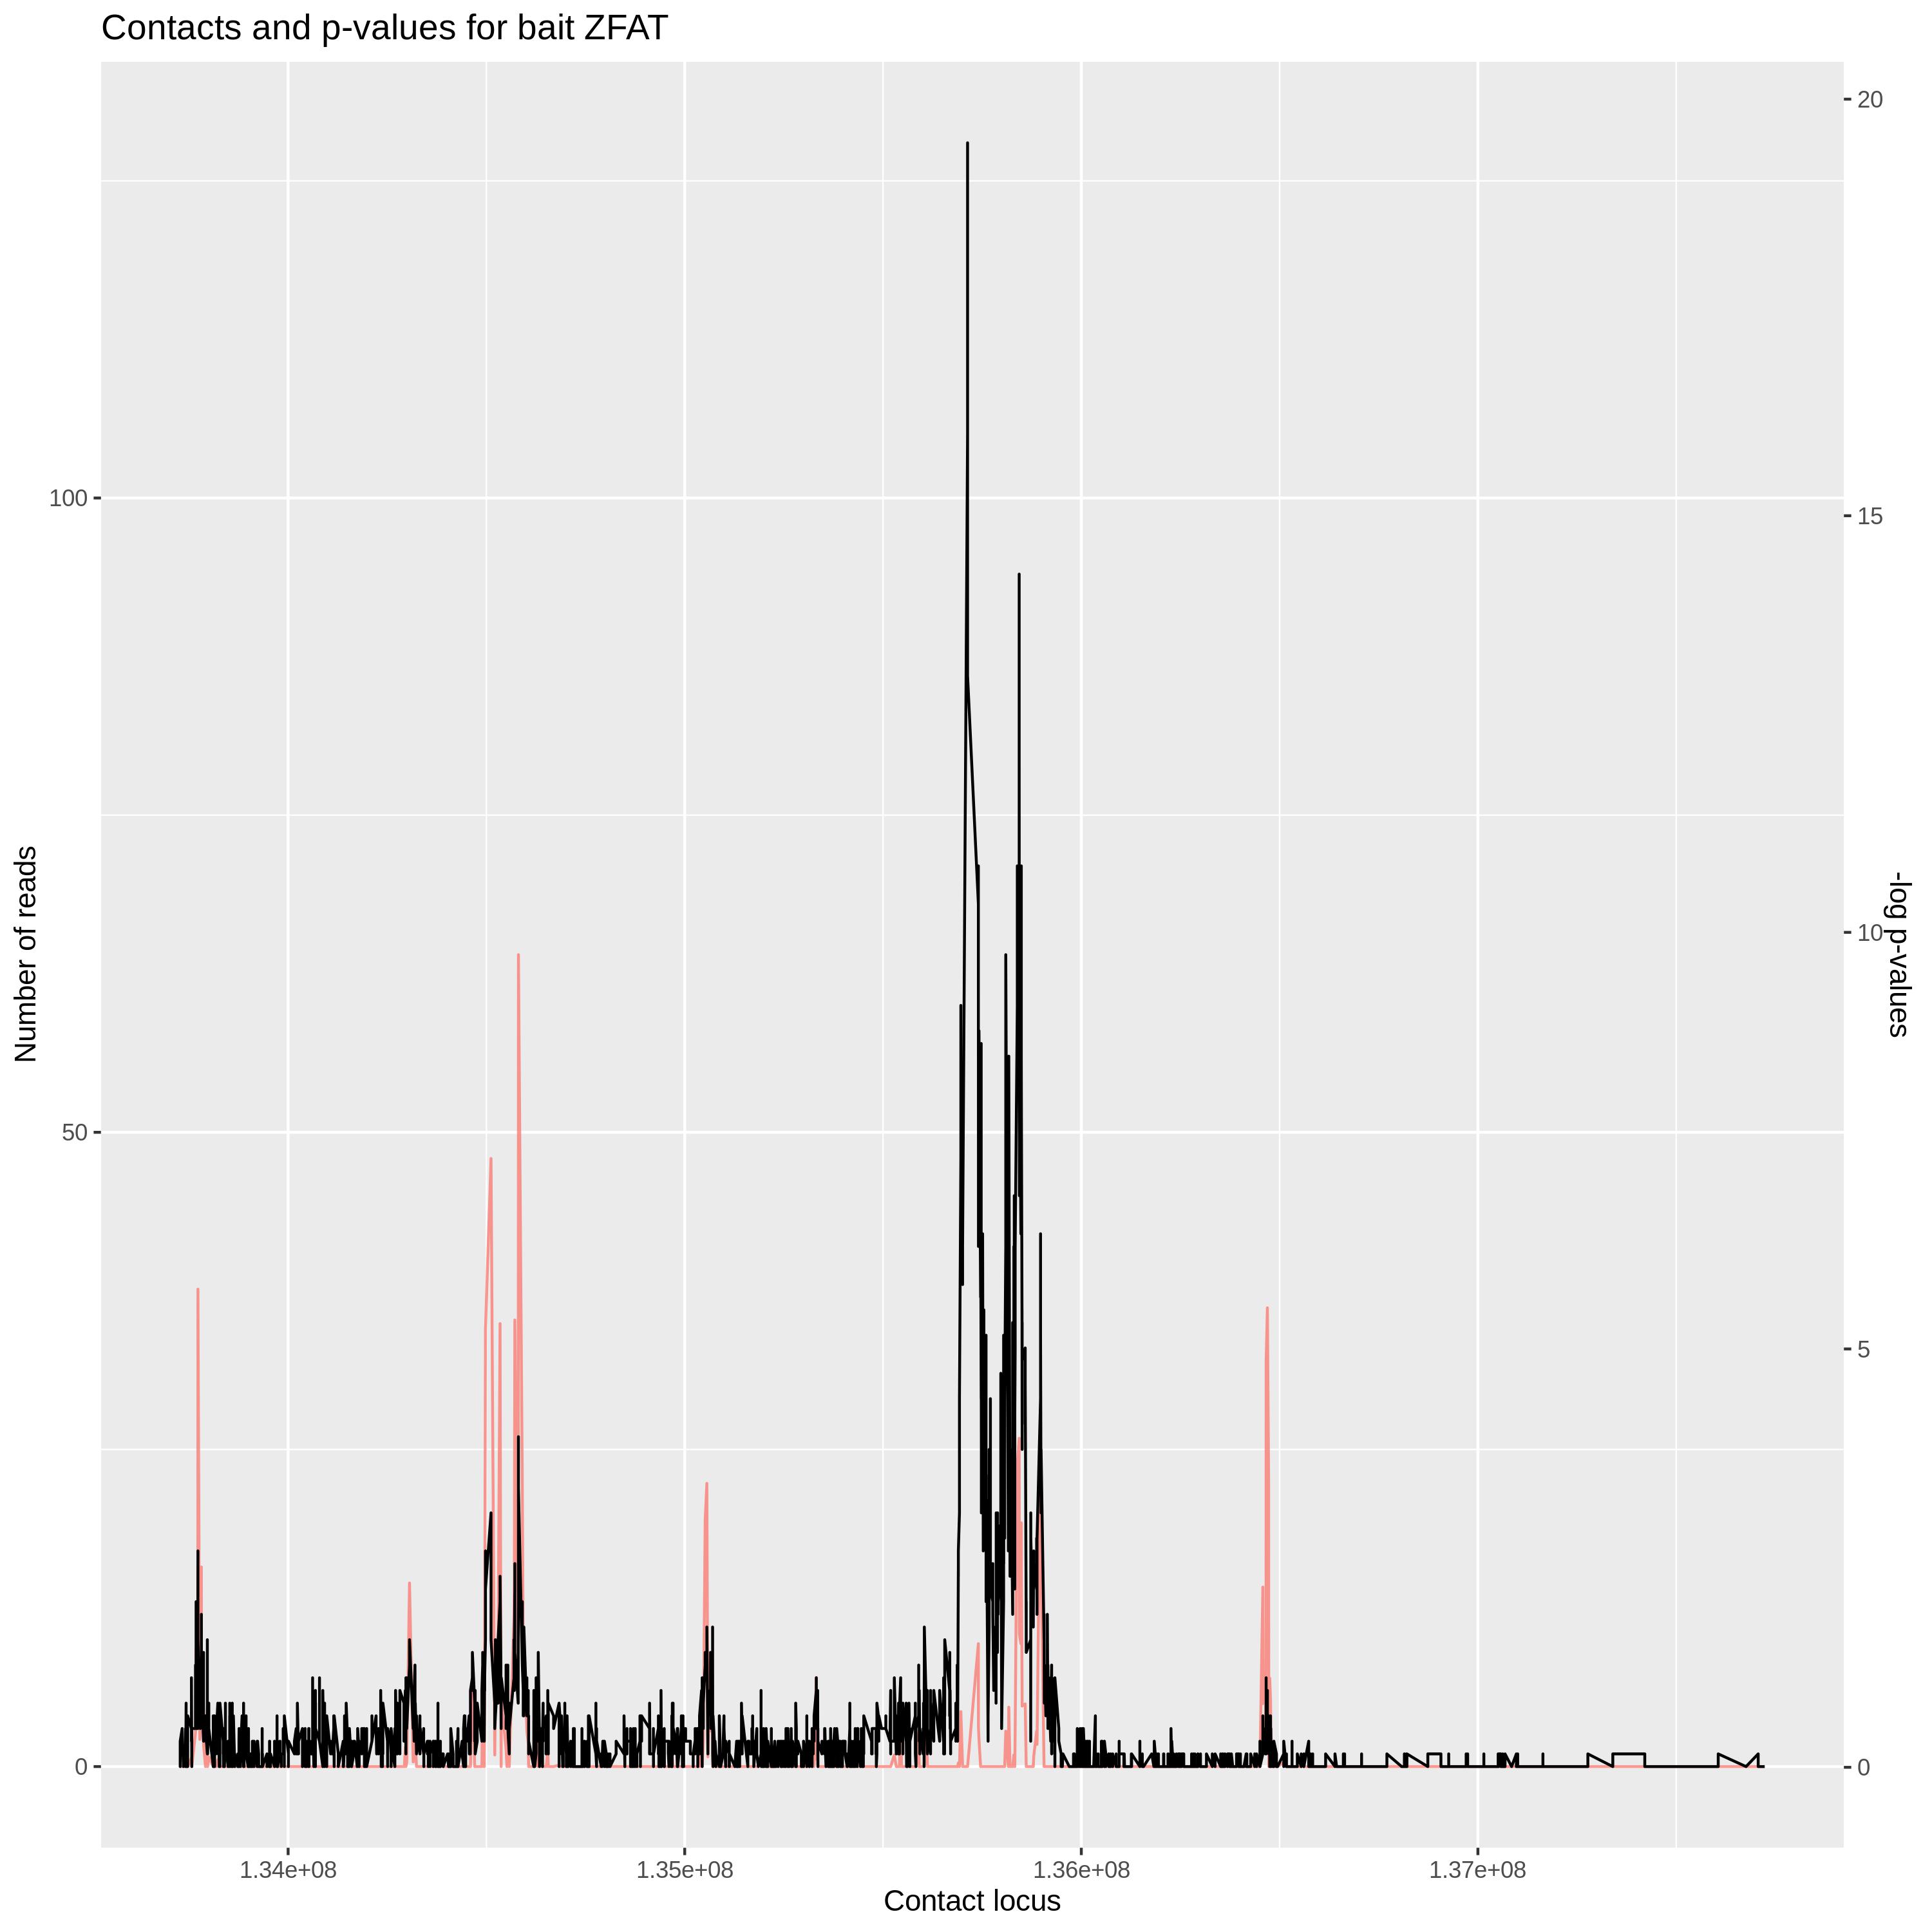 Contacts and p-values for bait ZFAT
Number of reads
100
50
0
20
15
10
5
0
-log p-values
1.34e+08
1.35e+08
1.36e+08
1.37e+08
Contact locus